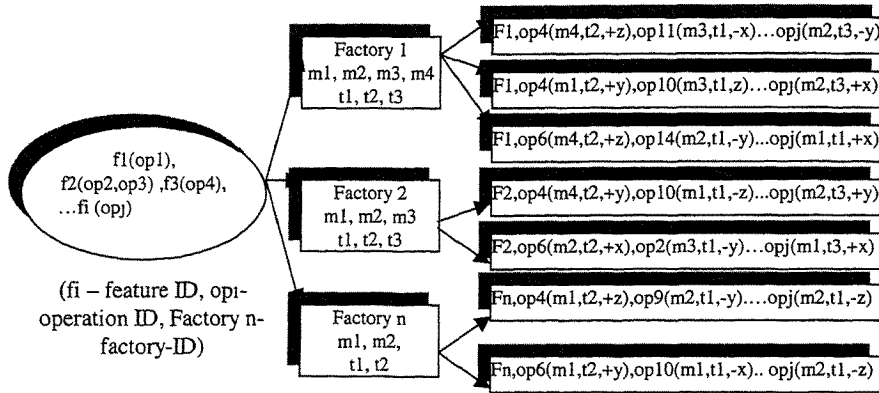 f1(op1),
f2(op2,op3) ,f3(op4),
...fi (opj)
(fi – feature ID, opi-
operation ID, Factory n-
factory-ID)
Factory 1
m1, m2, m3, m4
t1, t2, t3
Factory 2
m1, m2, m3
t1, t2, t3
Factory n
m1, m2,
t1, t2
F1,op4(m4,t2,+z),op11(m3,t1,-x)...opj(m2,t3,-y)
F1,op4(m1,t2,+y),op10(m3,t1,z)...opj(m2,t3,+x)
F1,op6(m4,t2,+z),op14(m2,t1,-y)...opj(m1,t1,+x)
F2,op4(m4,t2,+y),op10(m1,t1,-z)...opj(m2,t3,+y)
F2,op6(m2,t2,+x),op2(m3,t1,-y)...opj(m1,t3,+x)
Fn,op4(m1,t2,+z),op9(m2,t1,-y)....opj(m2,t1,-z)
Fn,op6(m1,t2,+y),op10(m1,t1,-x).. opj(m2,t1,-z)